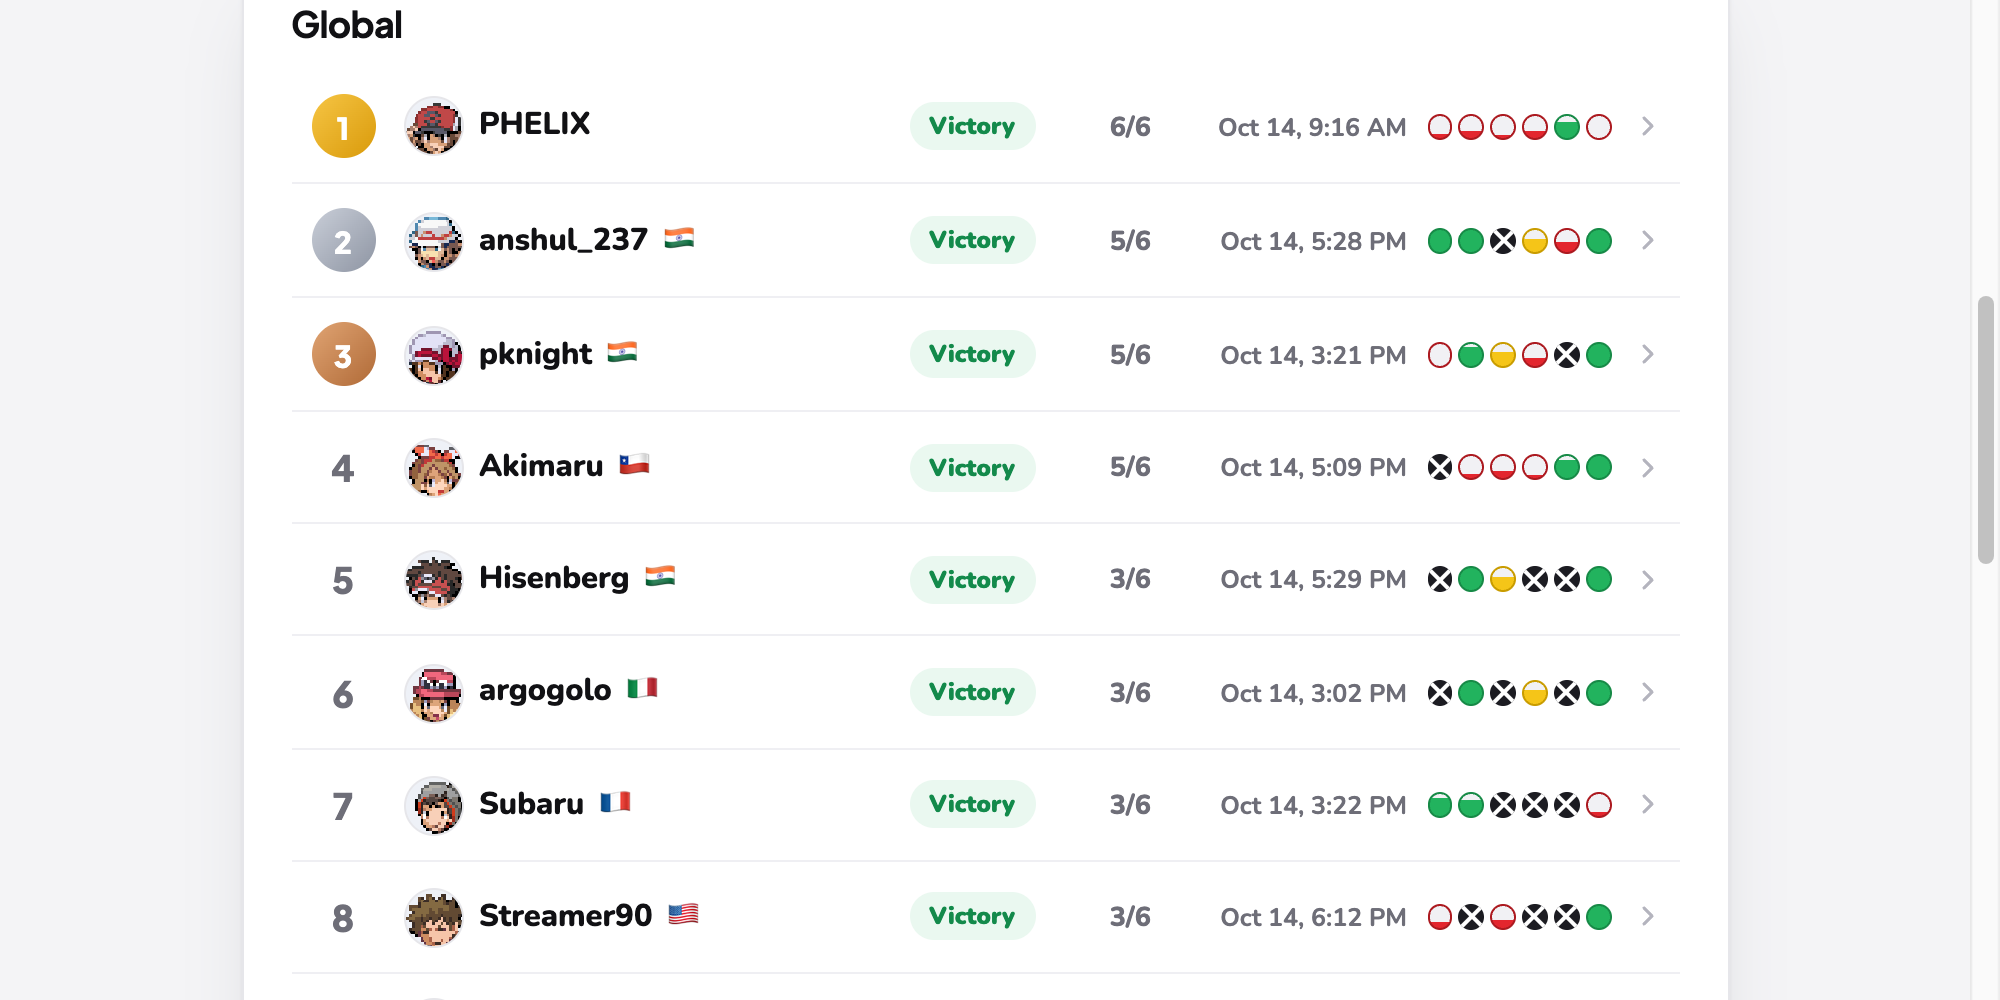 Global
1 PHELIX Victory 6/6 Oct 14, 9:16 AM
2 anshul_237 Victory 5/6 Oct 14, 5:28 PM
3 pknight Victory 5/6 Oct 14, 3:21 PM
4 Akimaru Victory 5/6 Oct 14, 5:09 PM
5 Hisenberg Victory 3/6 Oct 14, 5:29 PM
6 argogolo Victory 3/6 Oct 14, 3:02 PM
7 Subaru Victory 3/6 Oct 14, 3:22 PM
8 Streamer90 Victory 3/6 Oct 14, 6:12 PM